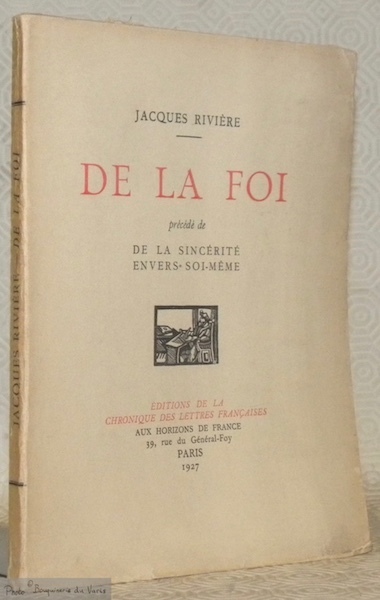 JACQUES RIVIÈRE
DE LA FOI
précédé de
DE LA SINCÉRITÉ
ENVERS SOI-MÊME
ÉDITIONS DE LA
CHRONIQUE DES LETTRES FRANÇAISES
AUX HORIZONS DE FRANCE
39, rue du Général-Foy
PARIS
1927
JACQUES RIVIÈRE — DE LA FOI
Photo © Bouquinerie du Varis